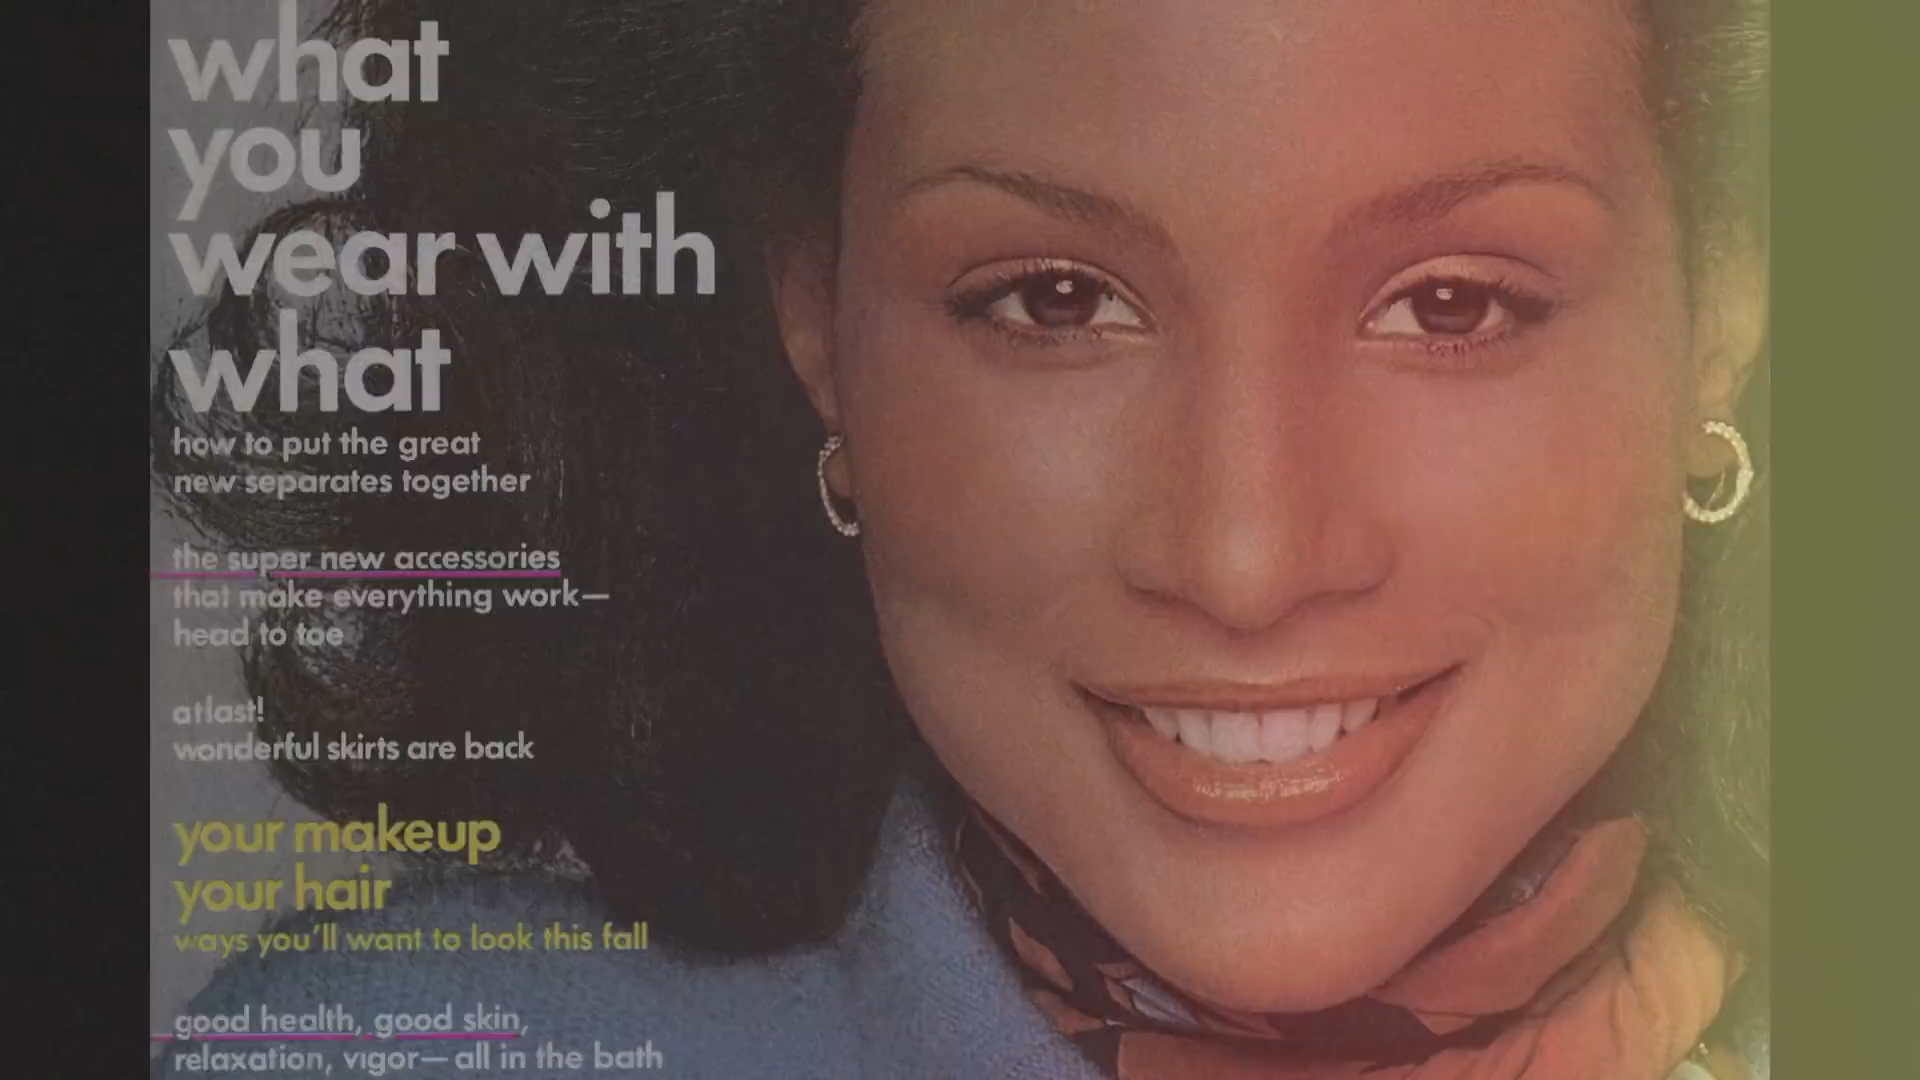 what
you
wear with
what
how to put the great
new separates together
the super new accessories
that make everything work—
head to toe
at last!
wonderful skirts are back
your makeup
your hair
ways you'll want to look this fall
good health, good skin,
relaxation, vigor—all in the bath